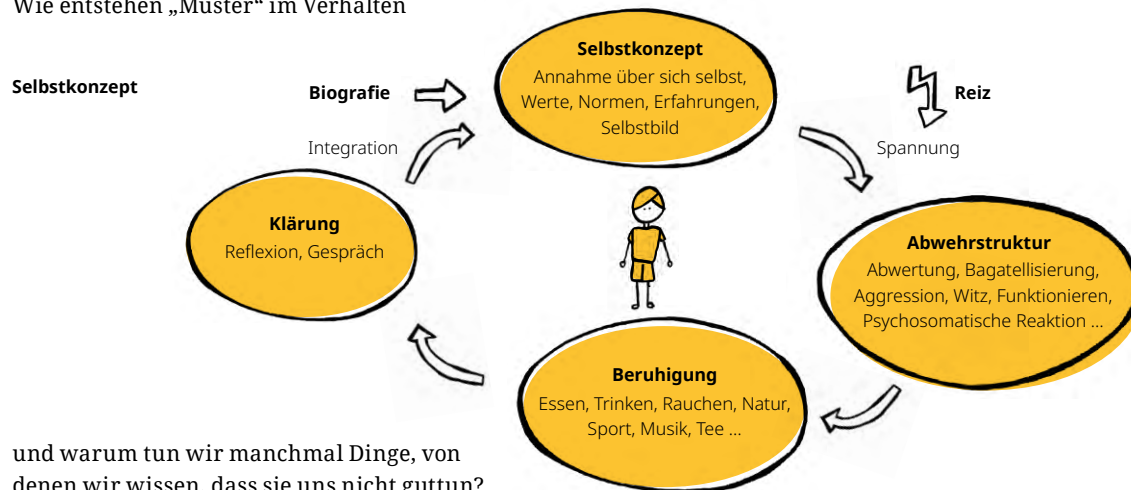 Wie entstehen „Muster“ im Verhalten
Selbstkonzept
Biografie
Integration
Selbstkonzept
Annahme über sich selbst,
Werte, Normen, Erfahrungen,
Selbstbild
Reiz
Spannung
Klärung
Reflexion, Gespräch
Abwehrstruktur
Abwertung, Bagatellisierung,
Aggression, Witz, Funktionieren,
Psychosomatische Reaktion ...
Beruhigung
Essen, Trinken, Rauchen, Natur,
Sport, Musik, Tee ...
und warum tun wir manchmal Dinge, von
denen wir wissen, dass sie uns nicht guttun?